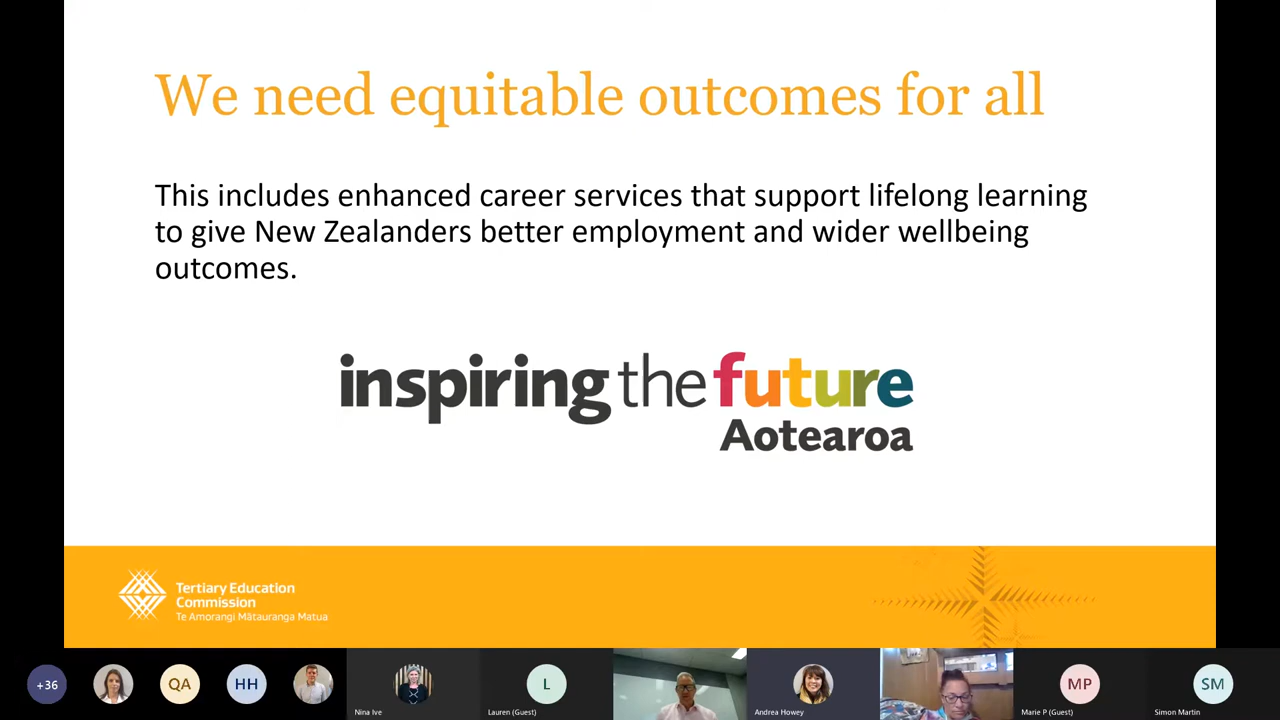 We need equitable outcomes for all
This includes enhanced career services that support lifelong learning
to give New Zealanders better employment and wider wellbeing
outcomes.
inspiring the future
Aotearoa
Tertiary Education
Commission
Te Amorangi Mātauranga Matua
+36
QA
HH
Nina Ive
L
Lauren (Guest)
Andrea Howey
MP
Marie P (Guest)
SM
Simon Martin